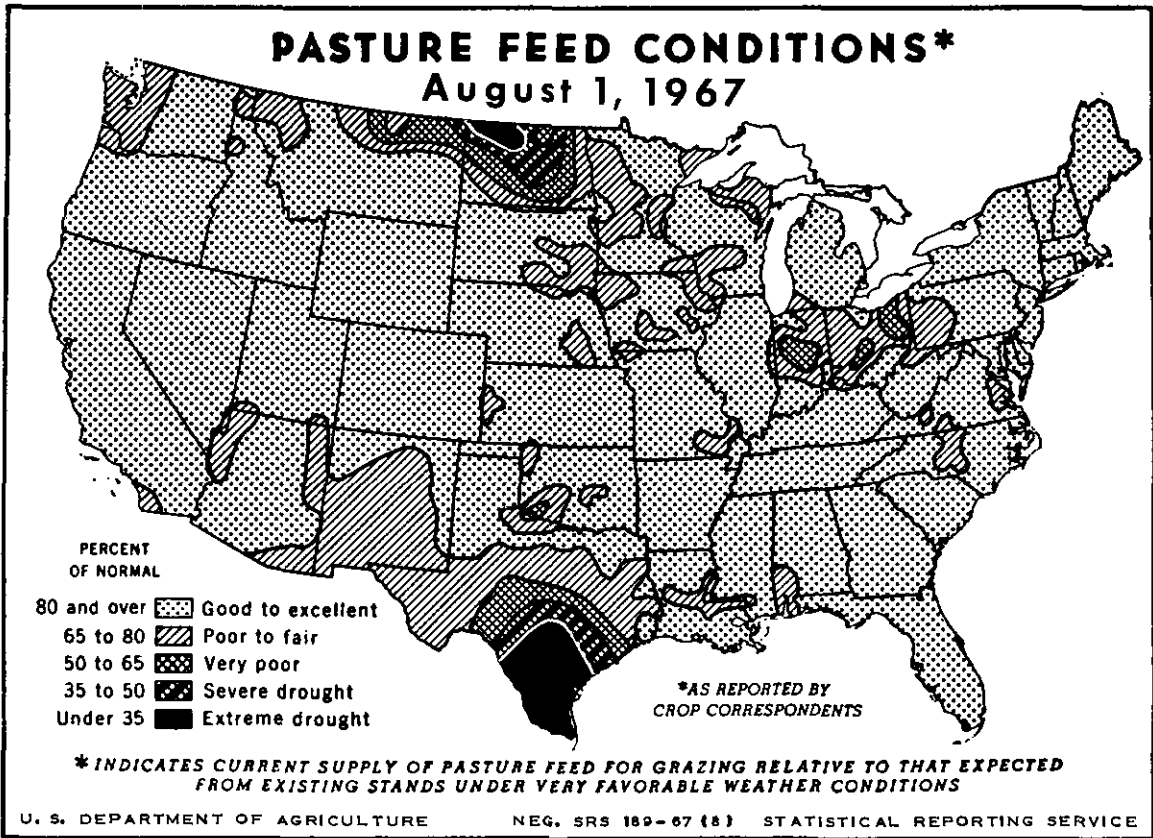 PASTURE FEED CONDITIONS*
August 1, 1967
PERCENT
OF NORMAL
80 and over Good to excellent
65 to 80 Poor to fair
50 to 65 Very poor
35 to 50 Severe drought
Under 35 Extreme drought
*AS REPORTED BY
CROP CORRESPONDENTS
* INDICATES CURRENT SUPPLY OF PASTURE FEED FOR GRAZING RELATIVE TO THAT EXPECTED
FROM EXISTING STANDS UNDER VERY FAVORABLE WEATHER CONDITIONS
U. S. DEPARTMENT OF AGRICULTURE NEG. SRS 189-67 (8) STATISTICAL REPORTING SERVICE